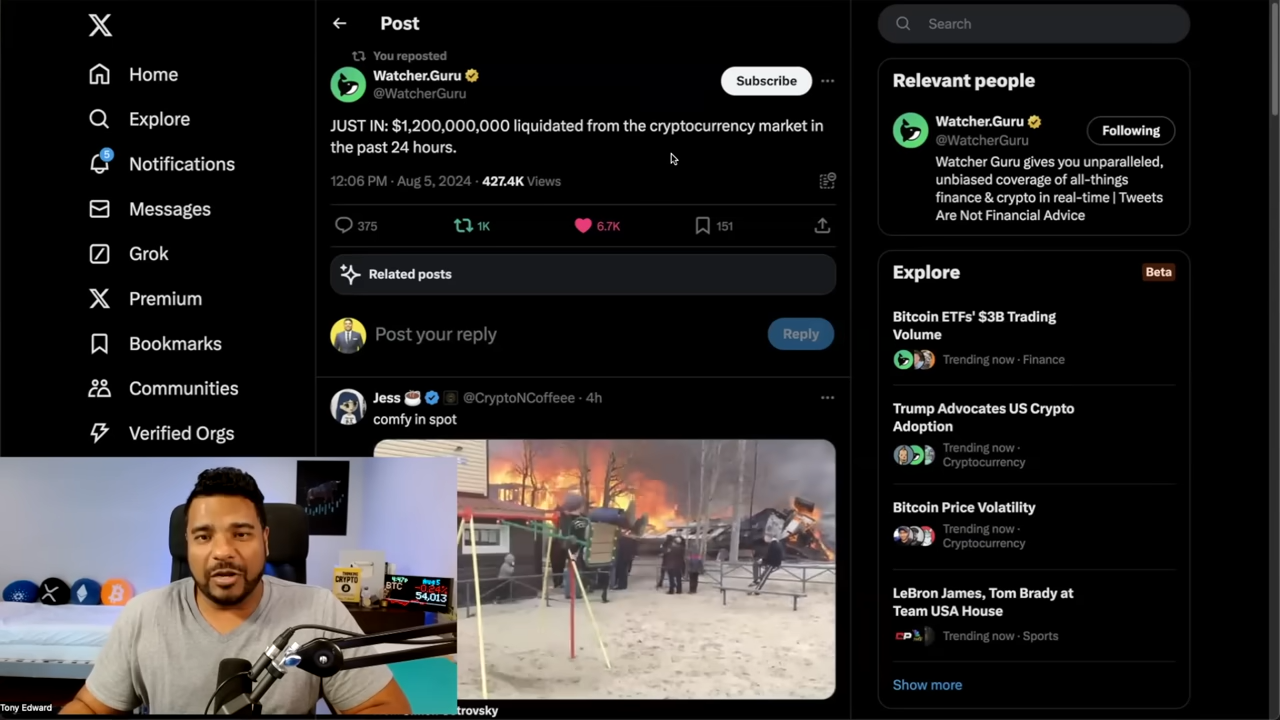 Home
Explore
5
Notifications
Messages
Grok
Premium
Bookmarks
Communities
Verified Orgs
Post
You reposted
Watcher.Guru
@WatcherGuru
Subscribe
JUST IN: $1,200,000,000 liquidated from the cryptocurrency market in
the past 24 hours.
12:06 PM · Aug 5, 2024 · 427.4K Views
375
1K
6.7K
151
Related posts
Post your reply
Reply
Jess @CryptoNCoffeee · 4h
comfy in spot
Search
Relevant people
Watcher.Guru
@WatcherGuru
Following
Watcher Guru gives you unparalleled,
unbiased coverage of all-things
finance & crypto in real-time | Tweets
Are Not Financial Advice
Explore
Beta
Bitcoin ETFs' $3B Trading
Volume
Trending now · Finance
Trump Advocates US Crypto
Adoption
Trending now ·
Cryptocurrency
Bitcoin Price Volatility
Trending now ·
Cryptocurrency
LeBron James, Tom Brady at
Team USA House
Trending now · Sports
Show more
CRYPTO
BTC
54,013
Tony Edward